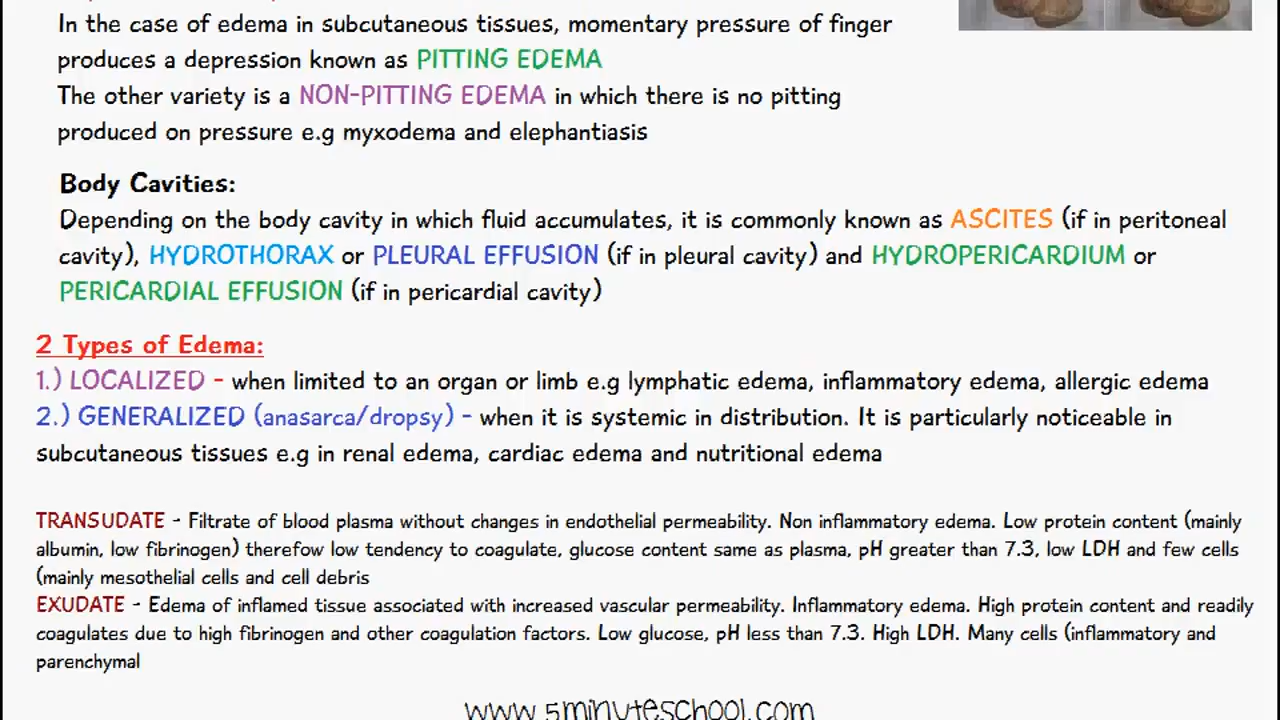 In the case of edema in subcutaneous tissues, momentary pressure of finger
produces a depression known as PITTING EDEMA
The other variety is a NON-PITTING EDEMA in which there is no pitting
produced on pressure e.g myxodema and elephantiasis
Body Cavities:
Depending on the body cavity in which fluid accumulates, it is commonly known as ASCITES (if in peritoneal
cavity), HYDROTHORAX or PLEURAL EFFUSION (if in pleural cavity) and HYDROPERICARDIUM or
PERICARDIAL EFFUSION (if in pericardial cavity)
2 Types of Edema:
1.) LOCALIZED - when limited to an organ or limb e.g lymphatic edema, inflammatory edema, allergic edema
2.) GENERALIZED (anasarca/dropsy) - when it is systemic in distribution. It is particularly noticeable in
subcutaneous tissues e.g in renal edema, cardiac edema and nutritional edema
TRANSUDATE - Filtrate of blood plasma without changes in endothelial permeability. Non inflammatory edema. Low protein content (mainly
albumin, low fibrinogen) therefow low tendency to coagulate, glucose content same as plasma, pH greater than 7.3, low LDH and few cells
(mainly mesothelial cells and cell debris
EXUDATE - Edema of inflamed tissue associated with increased vascular permeability. Inflammatory edema. High protein content and readily
coagulates due to high fibrinogen and other coagulation factors. Low glucose, pH less than 7.3. High LDH. Many cells (inflammatory and
parenchymal
www.5minuteschool.com